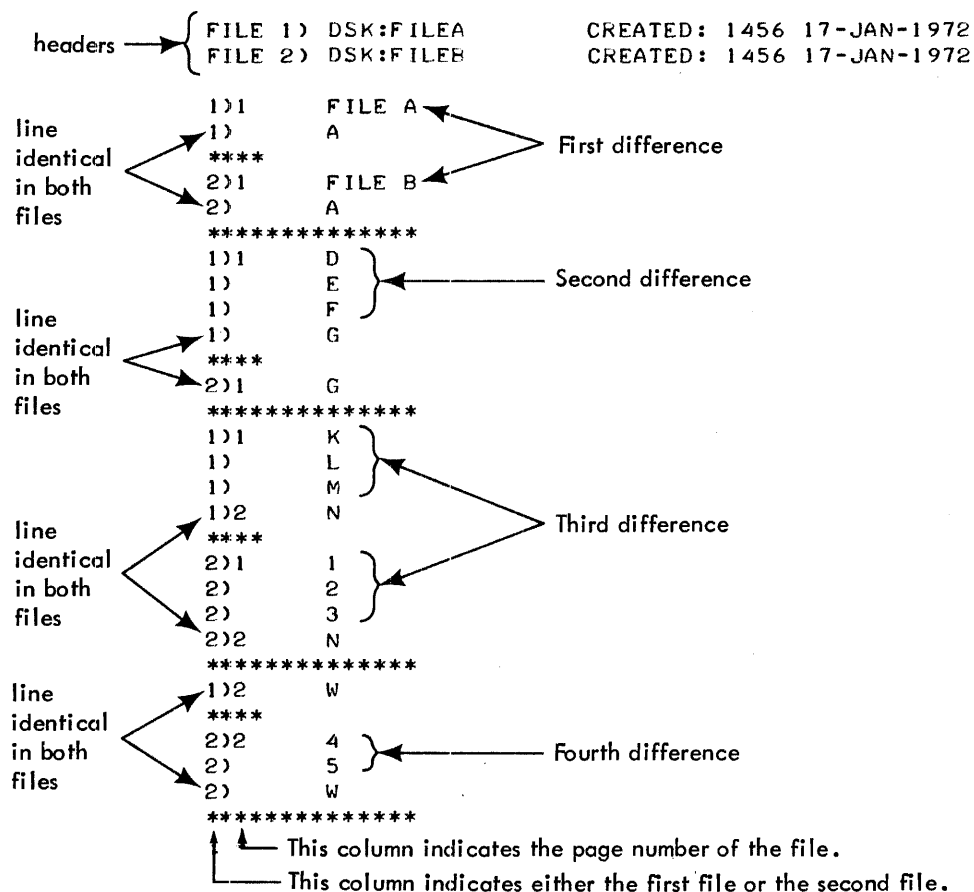 headers
FILE 1) DSK:FILEA CREATED: 1456 17-JAN-1972
FILE 2) DSK:FILEB CREATED: 1456 17-JAN-1972
1)1 FILE A
1) A
****
2)1 FILE B
2) A
**************
line
identical
in both
files
First difference
1)1 D
1) E
1) F
1) G
****
2)1 G
**************
Second difference
line
identical
in both
files
1)1 K
1) L
1) M
1)2 N
****
2)1 1
2) 2
2) 3
2)2 N
**************
Third difference
line
identical
in both
files
1)2 W
****
2)2 4
2) 5
2) W
**************
Fourth difference
line
identical
in both
files
This column indicates the page number of the file.
This column indicates either the first file or the second file.